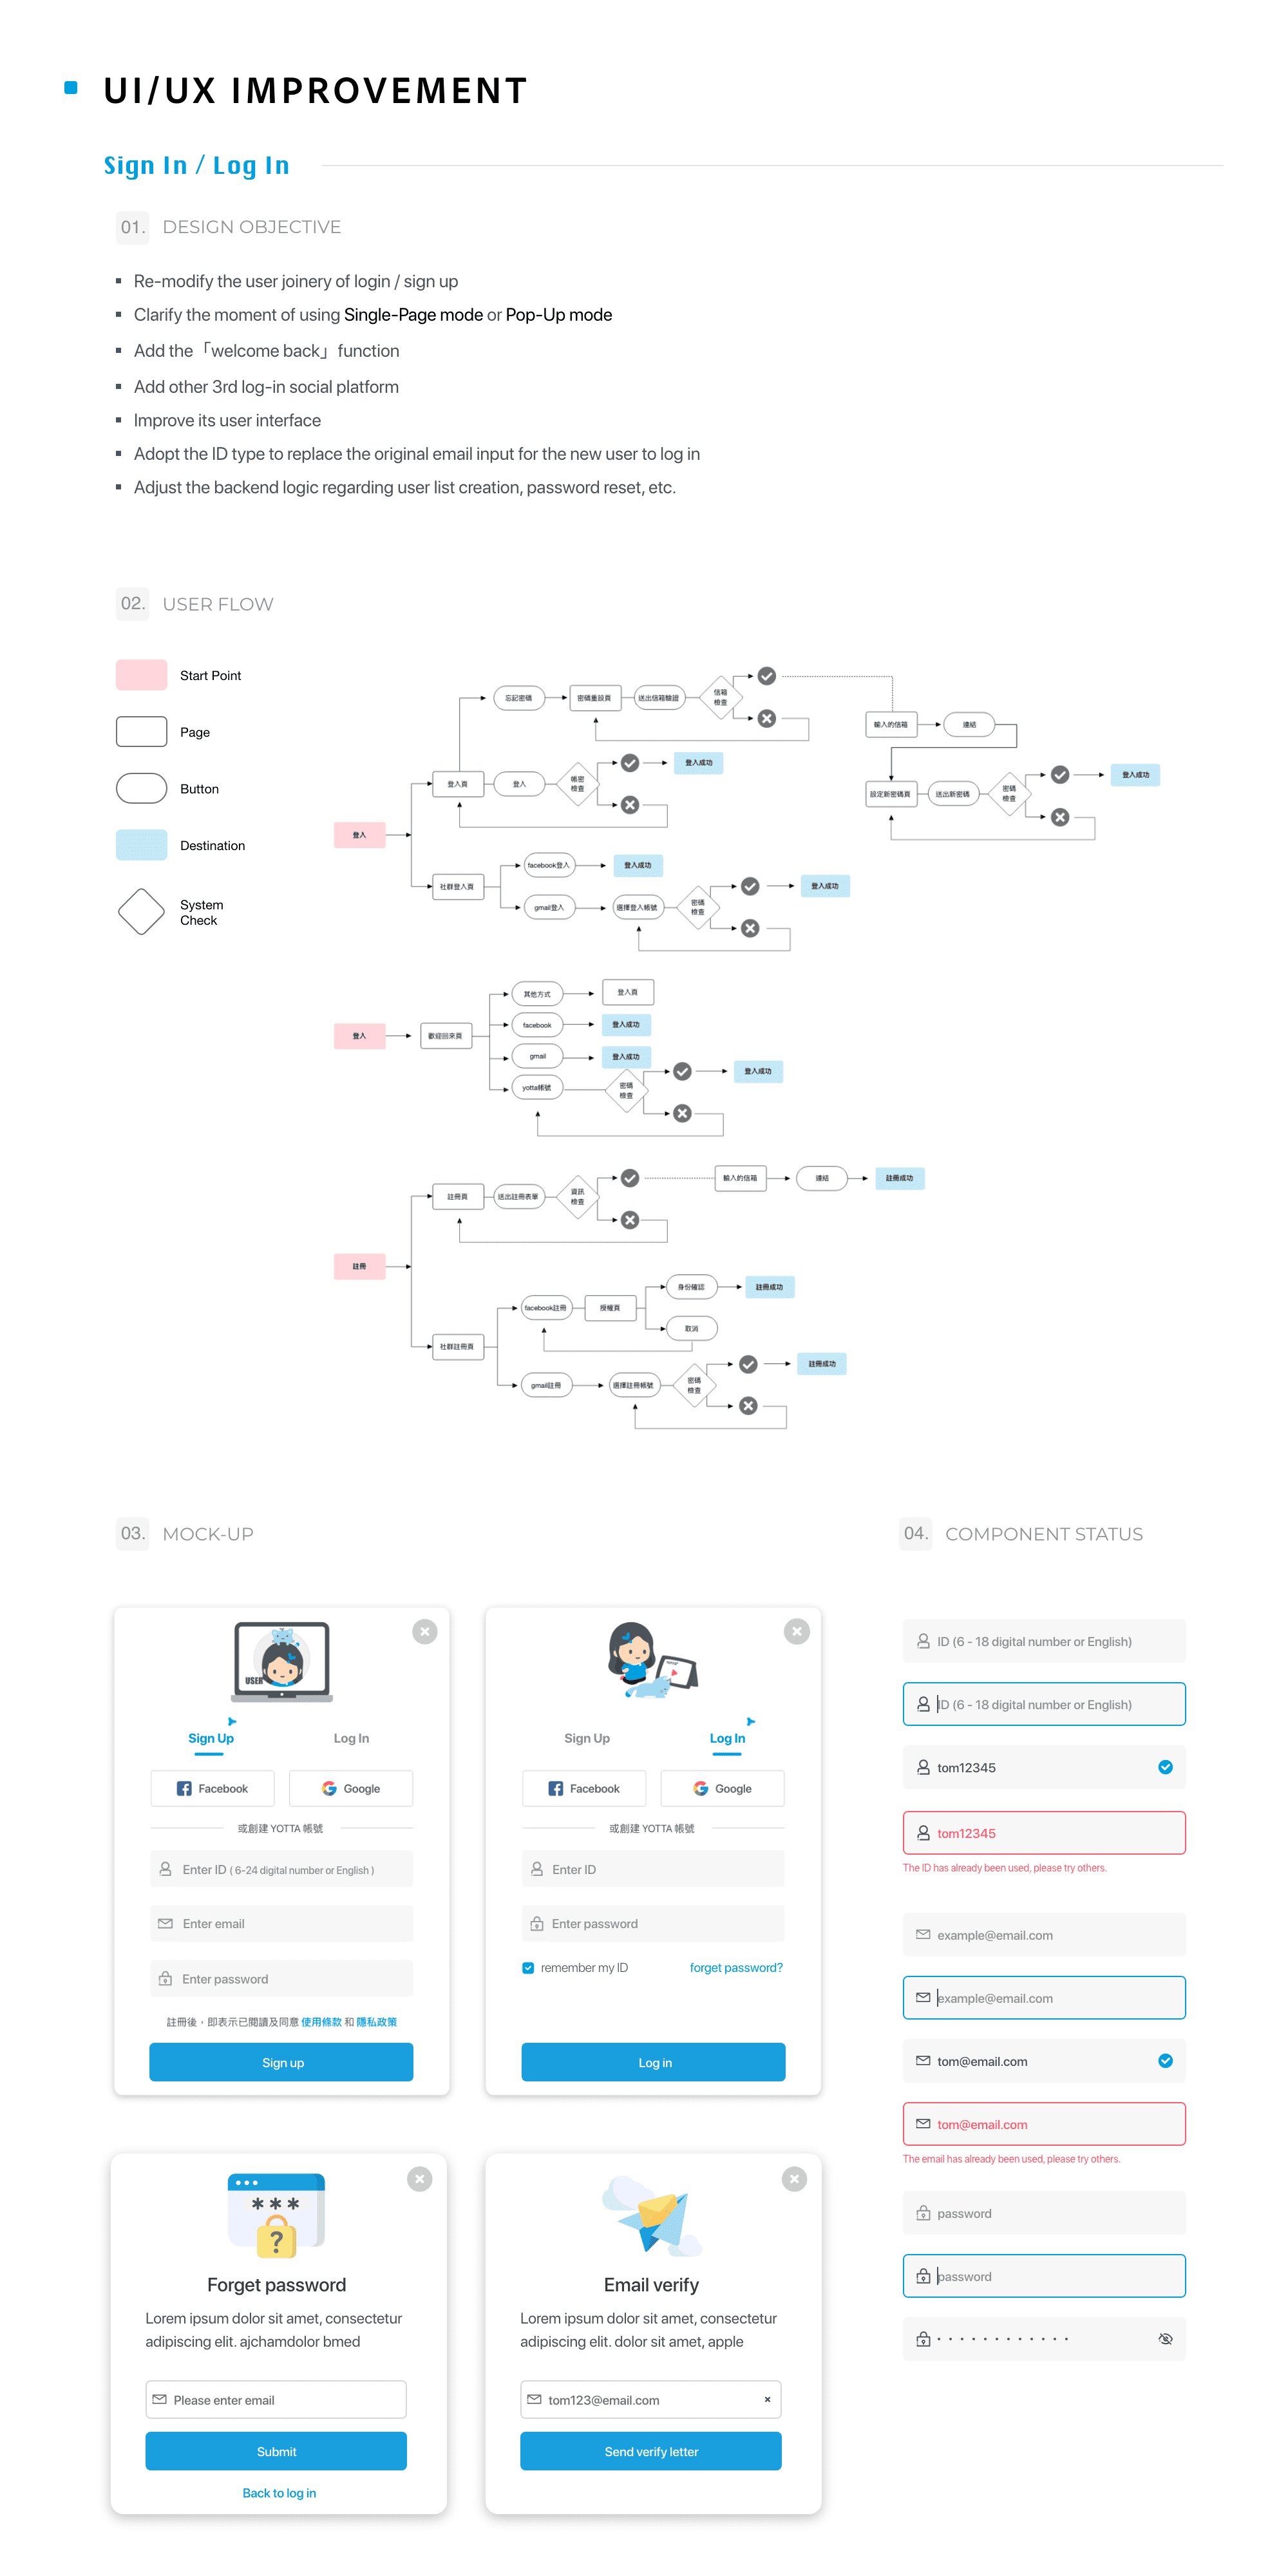 UI/UX IMPROVEMENT
Sign In / Log In
01. DESIGN OBJECTIVE
Re-modify the user joinery of login / sign up
Clarify the moment of using Single-Page mode or Pop-Up mode
Add the「welcome back」function
Add other 3rd log-in social platform
Improve its user interface
Adopt the ID type to replace the original email input for the new user to log in
Adjust the backend logic regarding user list creation, password reset, etc.
02. USER FLOW
Start Point
Page
Button
Destination
System
Check
忘記密碼
密碼重設頁
送出信箱驗證
信箱
檢查
輸入的信箱
連結
登入頁
登入
帳密
檢查
登入成功
設定新密碼頁
送出新密碼
密碼
檢查
登入成功
登入
社群登入頁
facebook登入
登入成功
gmail登入
選擇登入帳號
密碼
檢查
登入成功
登入
歡迎回來頁
其他方式
登入頁
facebook
登入成功
gmail
登入成功
yotta帳號
密碼
檢查
登入成功
註冊
註冊頁
送出註冊表單
資訊
檢查
輸入的信箱
連結
註冊成功
社群註冊頁
facebook註冊
授權頁
身份確認
註冊成功
取消
gmail註冊
選擇註冊帳號
密碼
檢查
註冊成功
03. MOCK-UP
USER
Sign Up
Log In
Facebook
Google
或創建 YOTTA 帳號
Enter ID ( 6-24 digital number or English )
Enter email
Enter password
註冊後，即表示已閱讀及同意 使用條款 和 隱私政策
Sign up
Sign Up
Log In
Facebook
Google
或創建 YOTTA 帳號
Enter ID
Enter password
remember my ID
forget password?
Log in
***
?
Forget password
Lorem ipsum dolor sit amet, consectetur
adipiscing elit. ajchamdolor bmed
Please enter email
Submit
Back to log in
Email verify
Lorem ipsum dolor sit amet, consectetur
adipiscing elit. dolor sit amet, apple
tom123@email.com
Send verify letter
04. COMPONENT STATUS
ID (6 - 18 digital number or English)
ID (6 - 18 digital number or English)
tom12345
tom12345
The ID has already been used, please try others.
example@email.com
example@email.com
tom@email.com
tom@email.com
The email has already been used, please try others.
password
password